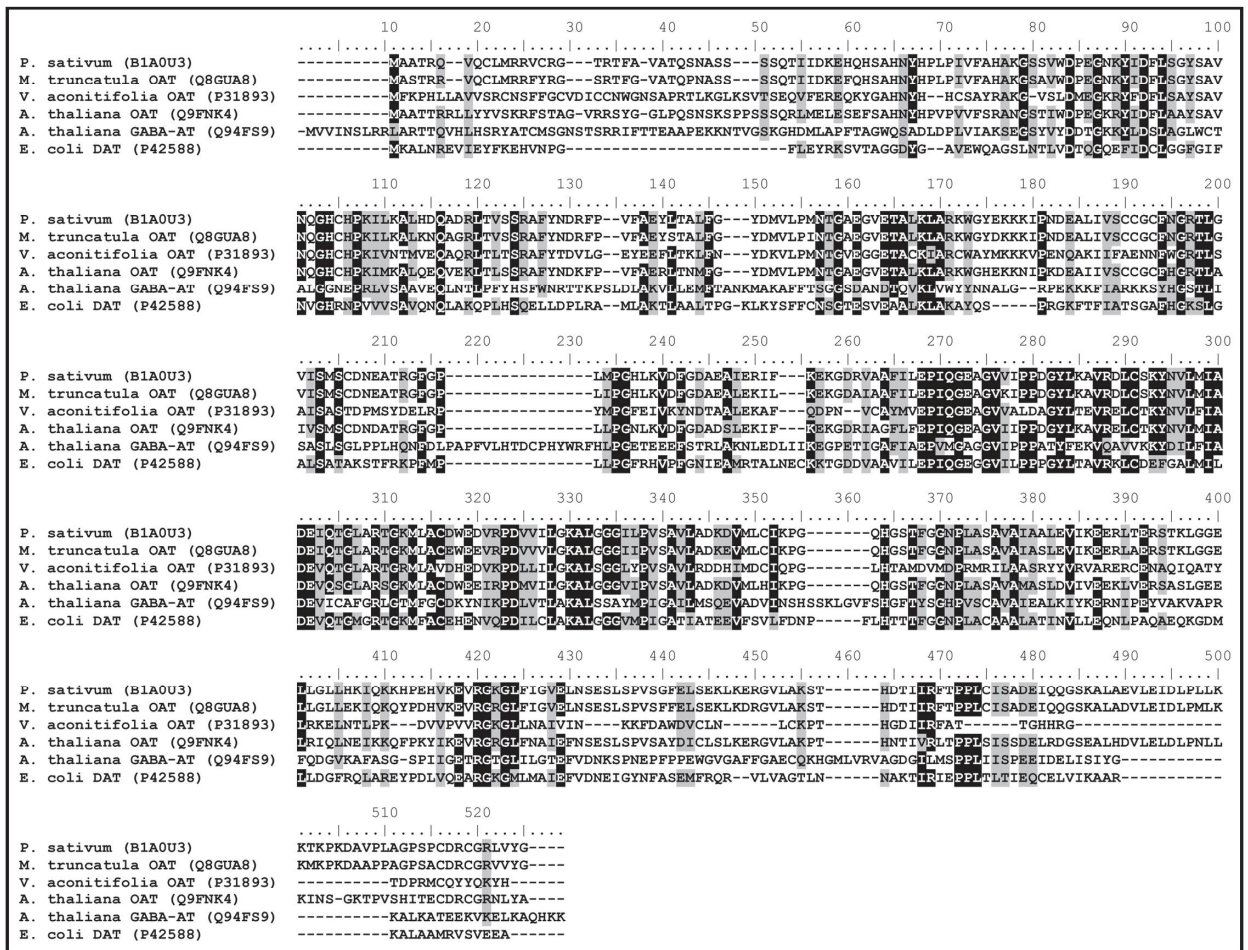 10 20 30 40 50 60 70 80 90 100
P. sativum (B1A0U3) ----------MAATRQ--VQCLMRRVCRG---TRTFA-VATQSNASS---SSQTIIDKEHQHSAHNYHPLPIVFAHAKGSSVWDPEGNKYIDFLSGYSAV
M. truncatula OAT (Q8GUA8) ----------MASTRR--VQCLMRRFYRG---SRTFG-VATQPNASS---SSQTIIDKEFQHSAHNYHPLPIVFAHAKGSAVWDPEGNKYIDFLSGYSAV
V. aconitifolia OAT (P31893) ----------MFKPHLLAVVSRCNSFFGCVDICCNWGNSAPRTLKGLKSVTSEQVFEREQKYGAHNYH--HCSAYRAKG-VSLDMEGKRYFDFLSAYSAV
A. thaliana OAT (Q9FNK4) ----------MAATTRRLLYYVSKRFSTAG-VRRSYG-GLPQSNSKSPPSSSQRLMELESEFSAHNYHPVPVVFSRANGSTIWDPEGKRYIDFLAAYSAV
A. thaliana GABA-AT (Q94FS9) -MVVINSLRRLARTTQVHLHSRYATCMSGNSTSRRIFTTEAAPEKKNTVGSKGHDMLAPFTAGWQSADLDPLVIAKSEGSYVYDDTGKKYLDSLAGLWCT
E. coli DAT (P42588) ----------MKALNREVIEYFKEHVNPG------------------------FLEYRKSVTAGGDYG-AVEWQAGSLNTLVDTQGQEFIDCLGGFGIF
110 120 130 140 150 160 170 180 190 200
P. sativum (B1A0U3) NQGHCHPKILKALHDQADRLTVSSRAFYNDRFP--VFAEYLTALFG---YDMVLPMNTGAEGVETALKLARKWGYEKKKIPNDEALIVSCCGCFNGRTLG
M. truncatula OAT (Q8GUA8) NQGHCHPKILKALKNQAGRLTVSSRAFYNDRFP--VFAEYSTALFG---YDMVLPINTGAEGVETALKLARKWGYDKKKIPNDEALIVSCCGCFNGRTLG
V. aconitifolia OAT (P31893) NQGHCHPKIVNTMVEQAQRLTLTSRAFYTDVLG--EYEEFLTKLFN---YDKVLPMNTGVEGGETACKIARCWAYMKKKVPENQAKIIFAENNFWGRTLS
A. thaliana OAT (Q9FNK4) NQGHCHPKIMKALQEQVEKLTLSSRAFYNDKFP--VFAERLTNMFG---YDMVLPMNTGAEGVETALKLARKWGHEKKNIPKDEAIIVSCCGCFHGRTLA
A. thaliana GABA-AT (Q94FS9) ALGGNEPRLVSAAVEQLNTLPFYHSFWNRTTKPSLDLAKVLLEMFTANKMAKAFFTSGGSDANDTQVKLVWYYNNALG-RPEKKKFIARKKSYHGSTLI
E. coli DAT (P42588) NVGHRNPVVVSAVQNQLAKQPLHSQELLDPLRA--MLAKTLAALTPG-KLKYSFFCNSGTESVEAALKLAKAYQS-----PRGKFTFIATSGAFHGKSLG
210 220 230 240 250 260 270 280 290 300
P. sativum (B1A0U3) VISMSCDNEATRGFGP-----------------LMPGHLKVDFGDAEAIERIF---KEKGDRVAAFILEPIQGEAGVVIPPDGYLKAVRDLCSKYNVLMIA
M. truncatula OAT (Q8GUA8) VISMSCDNEATRGFGP-----------------LIPGHLKVDFGDAEALEKIL---KEKGDAIAAFILEPIQGEAGVKIPPDGYLKAVRDLCSKYNVLMIA
V. aconitifolia OAT (P31893) AISASTDPMSYDELRP-----------------YMPGFEIVKYNDTAALEKAF---QDPN--VCAYMVEPIQGEAGVVALDAGYLTEVRELCTKYNVLFIA
A. thaliana OAT (Q9FNK4) IVSMSCDNDATRGFGP-----------------LLPGNLKVDFGDADSLEKIF---KEKGDRIAGFLFEPIQGEAGVIIPPDGYLKAVRELCTKYNVLMIA
A. thaliana GABA-AT (Q94FS9) SASLSGLPPLHQNFDLPAPFVLHTDCPHYWRFHLPGETEEEFSTRLAKNLEDLIIKEGPETIGAFIAEPVMGAGGVIPPPATYFEKVQAVVKKYDILFIA
E. coli DAT (P42588) ALSATAKSTFRKPFMP-----------------LLPGFRHVPFGNIEAMRTALNECKKTGDDVAAVILEPIQGEGGVILPPPGYLTAVRKLCDEFGALMIL
310 320 330 340 350 360 370 380 390 400
P. sativum (B1A0U3) DEIQTGLARTGKMLACDWEDVRPDVVILGKALGGGILPVSAVLADKDVMLCIKPG------QHGSTFGGNPLASAVAIAALEVIKEERLTERSTKLGGE
M. truncatula OAT (Q8GUA8) DEIQTGLARTGKMLACEWEEVRPDVVVLGKALGGGILPVSAVLADKEVMLCIKPG------QHGSTFGGNPLASAVAIASLEVIKEERLAERSTKLGGE
V. aconitifolia OAT (P31893) DEVQTGLARTGRMLAVDHEDVKPDLLILGKALSGGLYPVSAVLRDDHIMDCIQPG------LHTAMDVMDPRMRILAASRYYVRVARERCENAQIQATY
A. thaliana OAT (Q9FNK4) DEVQSGLARSGKMLACDWEEIRPDMVILGKALGGGVIPVSAVLADKDVMLHIKPG------QHGSTFGGNPLASAVAMASLDVIVEEKLVERSASLGEE
A. thaliana GABA-AT (Q94FS9) DEVICAFGRLGTMFGCDKYNIKPDLVTLAKALSSAYMPIGAILMSQEVADVINSHSSKLGVFSHGFTYSGHPVSCAVAIEALKIYKERNIPEYVAKVAPR
E. coli DAT (P42588) DEVQTGMGRTGKMFACEHENVQPDILCLAKALGGGVMPIGATIATEEVFSVLFDNP------FLHTTTFGGNPLACAAALATINVLLEQNLPAQAEQKGDM
410 420 430 440 450 460 470 480 490 500
P. sativum (B1A0U3) LLGLLHKIQKKHPEHVKEVRGKGLFIGVELNSESLSPVSGFELSEKLKERGVLAKST------HDTIIRFTPPLCISADEIQQGSKALAEVLEIDLPLLK
M. truncatula OAT (Q8GUA8) LLGLLEKIQKQYPDHVKEVRGKGLFIGVELNSESLSPVSGFELSEKLKERGVLAKST------HDTIIRFTPPLCISADEIQQGSKALADVLEIDLPMLK
V. aconitifolia OAT (P31893) LRKELNTLPK---DVVPVVRGKGLLNAIVIN---KKFDAWDVCLN----LCKPT------HGDIIRFAT-----TGHHRG-------------------
A. thaliana OAT (Q9FNK4) LRIQLNEIKKQFPKYIKEVRGRGLFNAIEFNSESLSPVSAYDICLSLKERGVLAKPT------HNTIVRLTPPLSISSDELRDGSEALHDVLELDLPNLL
A. thaliana GABA-AT (Q94FS9) FQDGVKAFASG-SPIIGETRGTGLILGTEFVDNKSPNEPFPPEWGVGAFFGAECQKHGMLVRVAGDGILMSPPLIISPEEIDELISIYG-----------
E. coli DAT (P42588) LLDGFRQLAREYPDLVQEARGKGMLMAIEFVDNEIGYNFASEMFRQR--VLVAGTLN------NAKTIRIEPPLTLTIEQCELVIKAAR-----------
510 520
P. sativum (B1A0U3) KTKPKDAVPLAGPSPCDRCGRLVYG----
M. truncatula OAT (Q8GUA8) KMKPKDAAPPAGPSACDRCGRVVYG----
V. aconitifolia OAT (P31893) ----------TDPRMCQYYQKYH------
A. thaliana OAT (Q9FNK4) KINS-GKTPVSHITECDRCGRNLYA----
A. thaliana GABA-AT (Q94FS9) ----------KALKATEEKVKELKAQHKK
E. coli DAT (P42588) ----------KALAAMRVSVEEA------